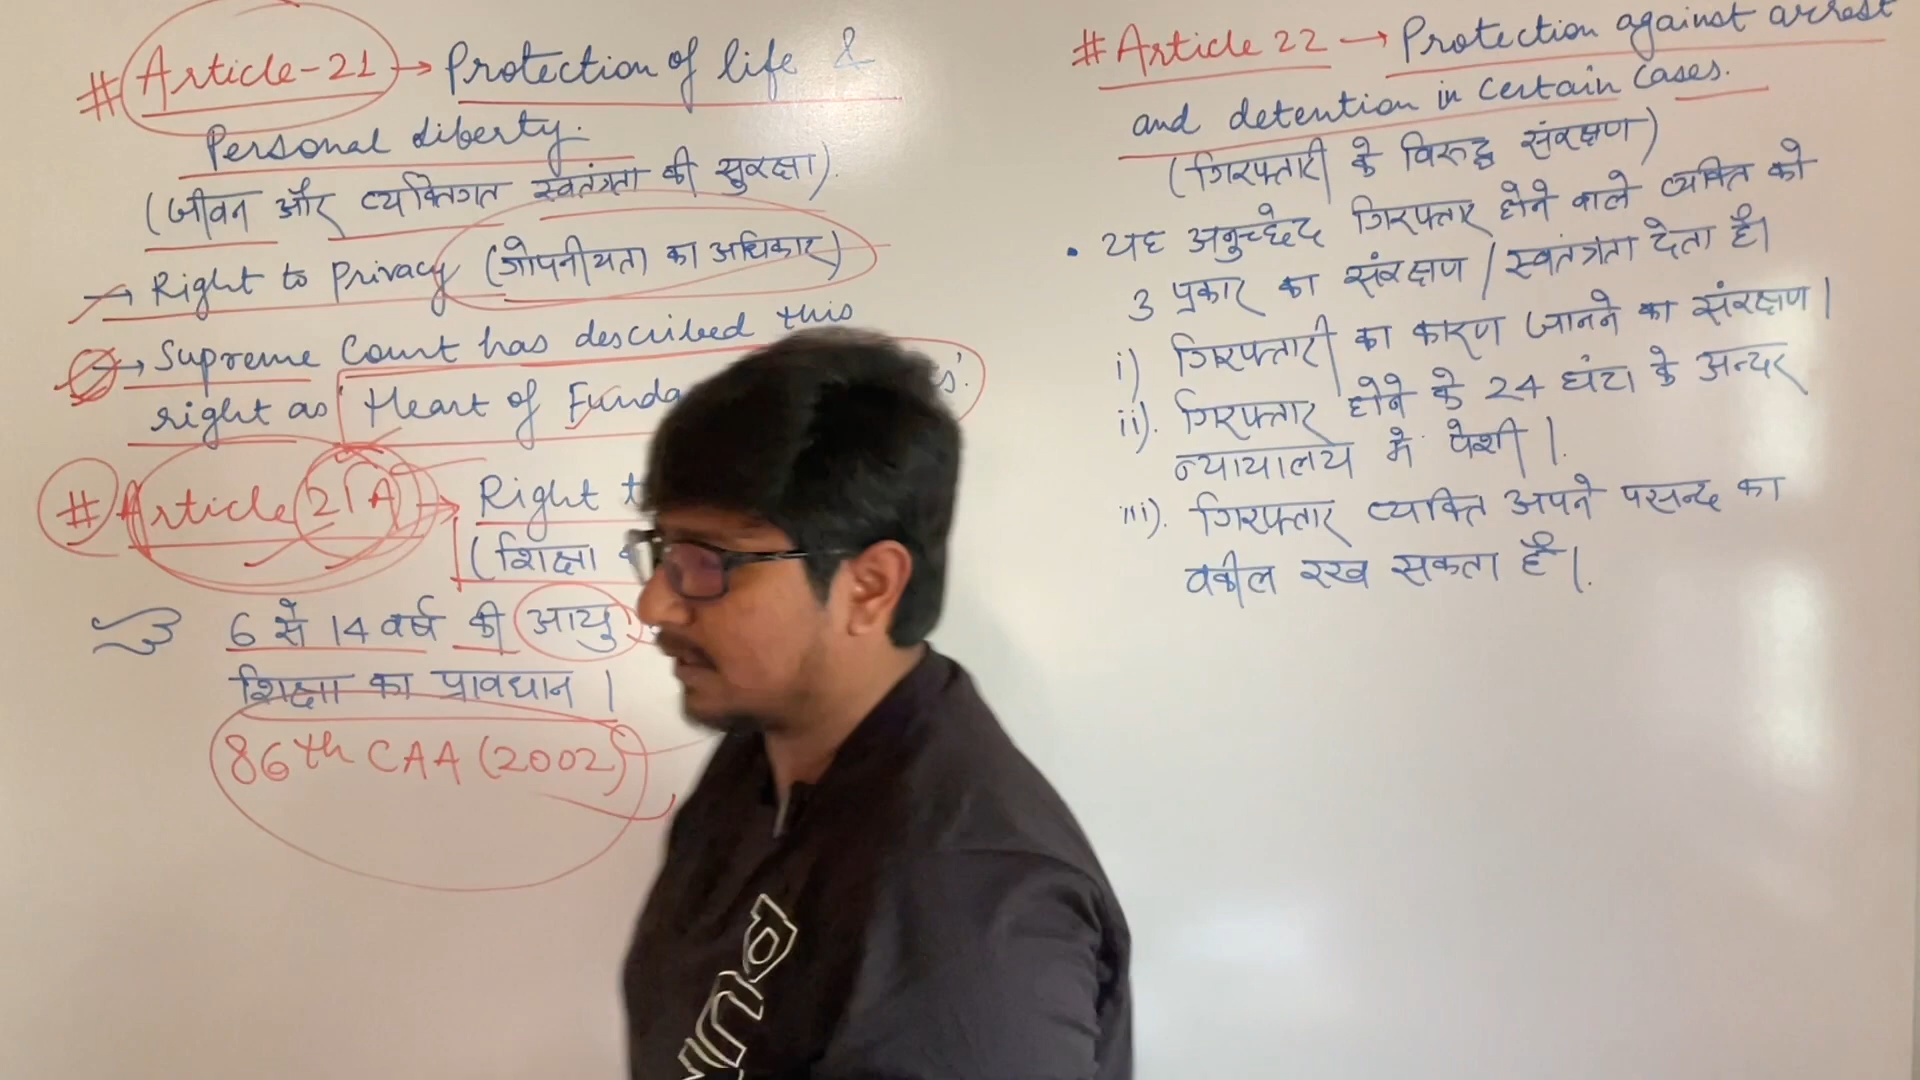 # Article-21 → Protection of life &
Personal Liberty.
(जीवन और व्यक्तिगत स्वतंत्रता की सुरक्षा).
→ Right to Privacy (गोपनीयता का अधिकार)
→ Supreme Court has described this
right as 'Heart of
# Article 21A → Right
(शिक्षा
6 से 14 वर्ष की आयु
शिक्षा का प्रावधान |
86th CAA (2002)
# Article 22 → Protection against arrest
and detention in certain Cases.
(गिरफ्तारी के विरुद्ध संरक्षण)
• यह अनुच्छेद गिरफ्तार होने वाले व्यक्ति को
3 प्रकार का संरक्षण / स्वतंत्रता देता है।
i) गिरफ्तारी का कारण जानने का संरक्षण |
ii). गिरफ्तार होने के 24 घंटा के अन्दर
न्यायालय मे पेशी |.
iii). गिरफ्तार व्यक्ति अपने पसन्द का
वकील रख सकता है |.